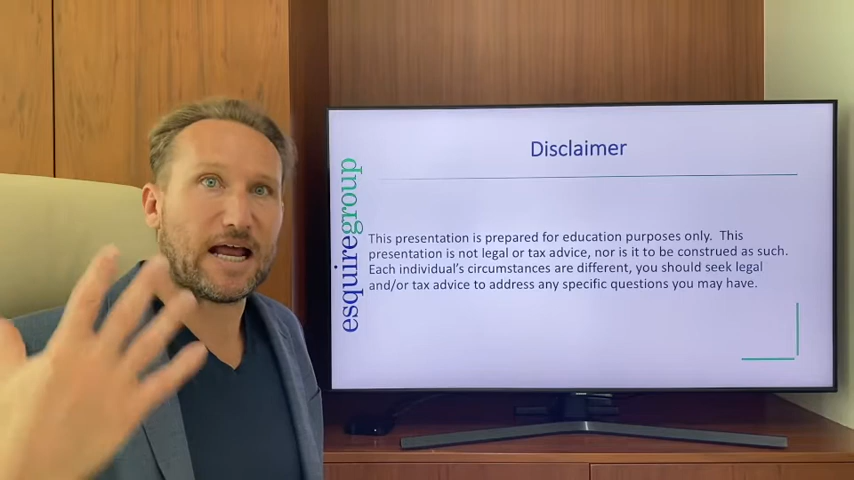 Disclaimer
esquiregroup
This presentation is prepared for education purposes only. This
presentation is not legal or tax advice, nor is it to be construed as such.
Each individual's circumstances are different, you should seek legal
and/or tax advice to address any specific questions you may have.